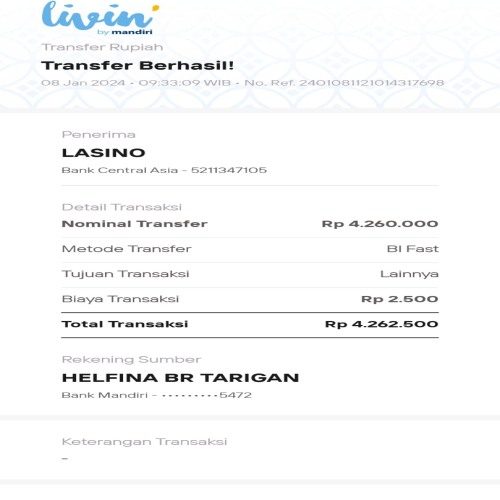 livin'
by mandiri
Transfer Rupiah
Transfer Berhasil!
08 Jan 2024 • 09:33:09 WIB • No. Ref. 2401081121014317698
Penerima
LASINO
Bank Central Asia - 5211347105
Detail Transaksi
Nominal Transfer Rp 4.260.000
Metode Transfer BI Fast
Tujuan Transaksi Lainnya
Biaya Transaksi Rp 2.500
Total Transaksi Rp 4.262.500
Rekening Sumber
HELFINA BR TARIGAN
Bank Mandiri - •••••••••5472
Keterangan Transaksi
-